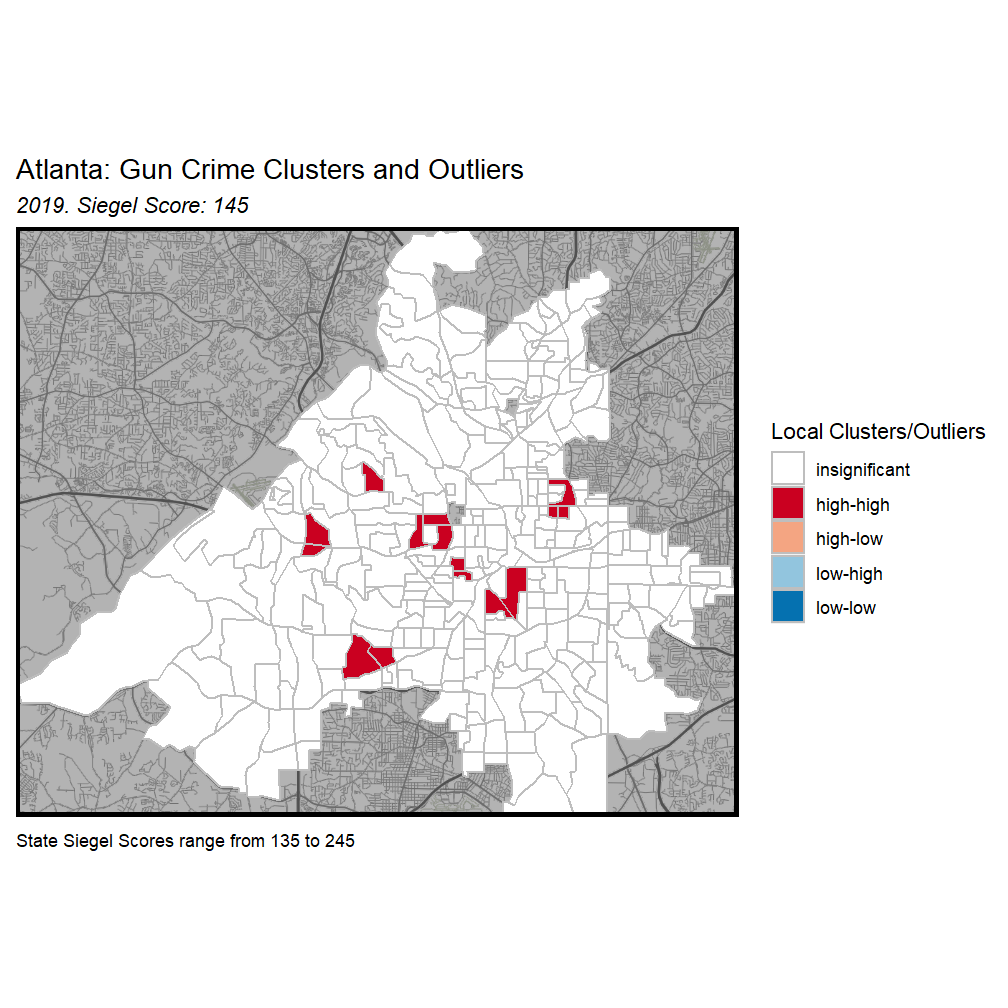 Atlanta: Gun Crime Clusters and Outliers
2019. Siegel Score: 145
Local Clusters/Outliers
insignificant
high-high
high-low
low-high
low-low
State Siegel Scores range from 135 to 245